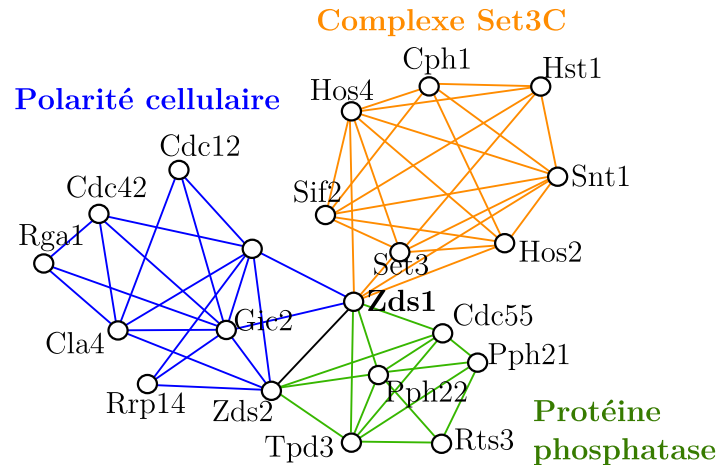 Complexe Set3C
Cph1
Hst1
Hos4
Polarité cellulaire
Cdc12
Snt1
Cdc42
Sif2
Rga1
Hos2
Set3
Zds1
Gic2
Cdc55
Cla4
Pph21
Pph22
Rrp14
Zds2
Protéine
phosphatase
Tpd3
Rts3